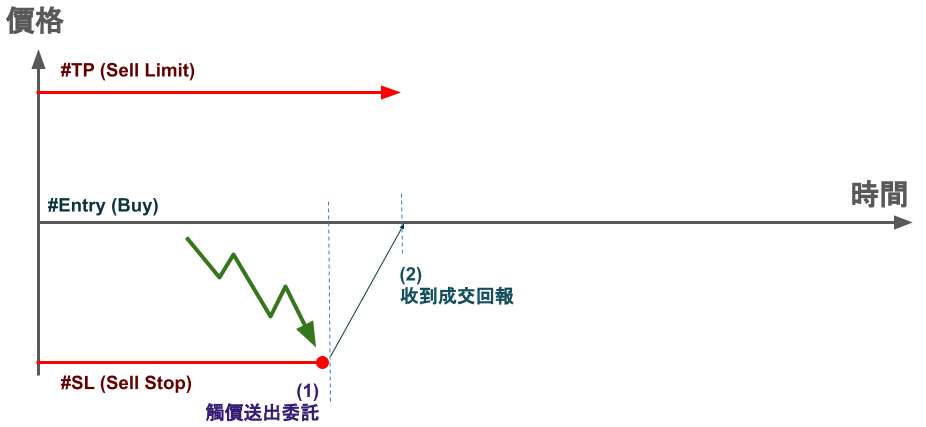 價格
#TP (Sell Limit)
時間
#Entry (Buy)
(2)
收到成交回報
#SL (Sell Stop)
(1)
觸價送出委託